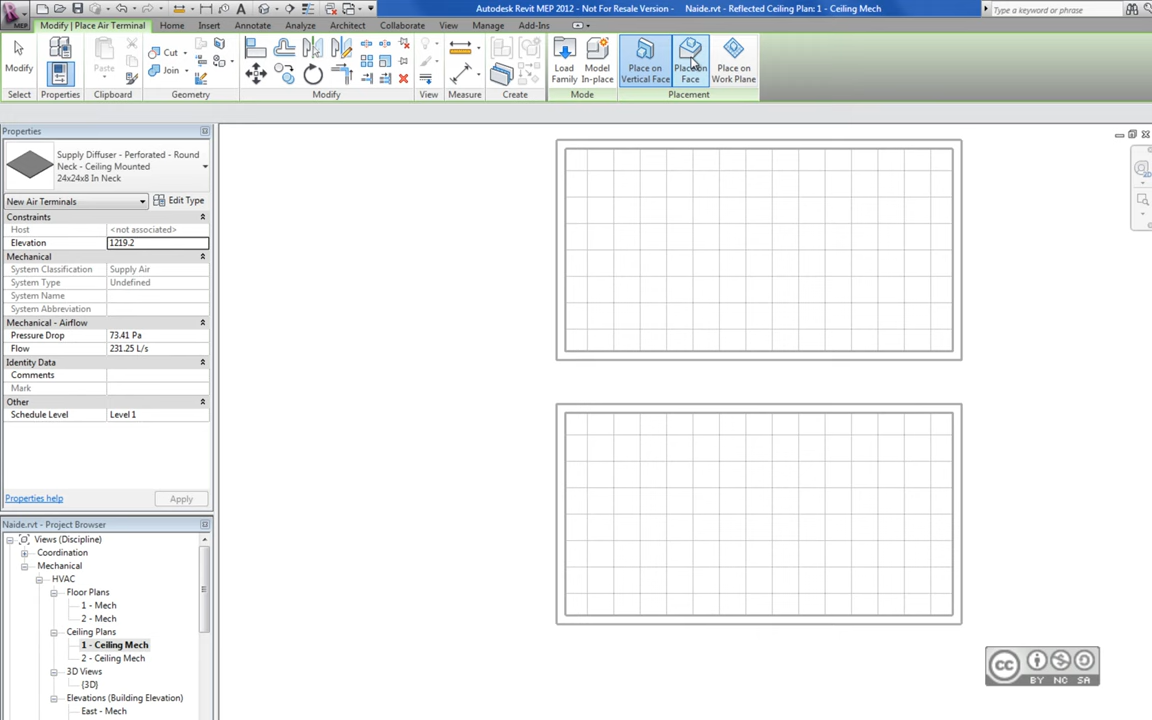 Autodesk Revit MEP 2012 - Not For Resale Version - Naide.rvt - Reflected Ceiling Plan: 1 - Ceiling Mech
Type a keyword or phrase
MEP
Modify | Place Air Terminal
Home
Insert
Annotate
Analyze
Architect
Collaborate
View
Manage
Add-Ins
Modify
Paste
Cut
Join
Load
Family
Model
In-place
Place on
Vertical Face
Place on
Face
Place on
Work Plane
Select
Properties
Clipboard
Geometry
Modify
View
Measure
Create
Mode
Placement
Properties
Supply Diffuser - Perforated - Round
Neck - Ceiling Mounted
24x24x8 In Neck
New Air Terminals
Edit Type
Constraints
Host <not associated>
Elevation 1219.2
Mechanical
System Classification Supply Air
System Type Undefined
System Name
System Abbreviation
Mechanical - Airflow
Pressure Drop 73.41 Pa
Flow 231.25 L/s
Identity Data
Comments
Mark
Other
Schedule Level Level 1
Properties help
Apply
Naide.rvt - Project Browser
Views (Discipline)
Coordination
Mechanical
HVAC
Floor Plans
1 - Mech
2 - Mech
Ceiling Plans
1 - Ceiling Mech
2 - Ceiling Mech
3D Views
{3D}
Elevations (Building Elevation)
East - Mech
2D
cc
BY NC SA